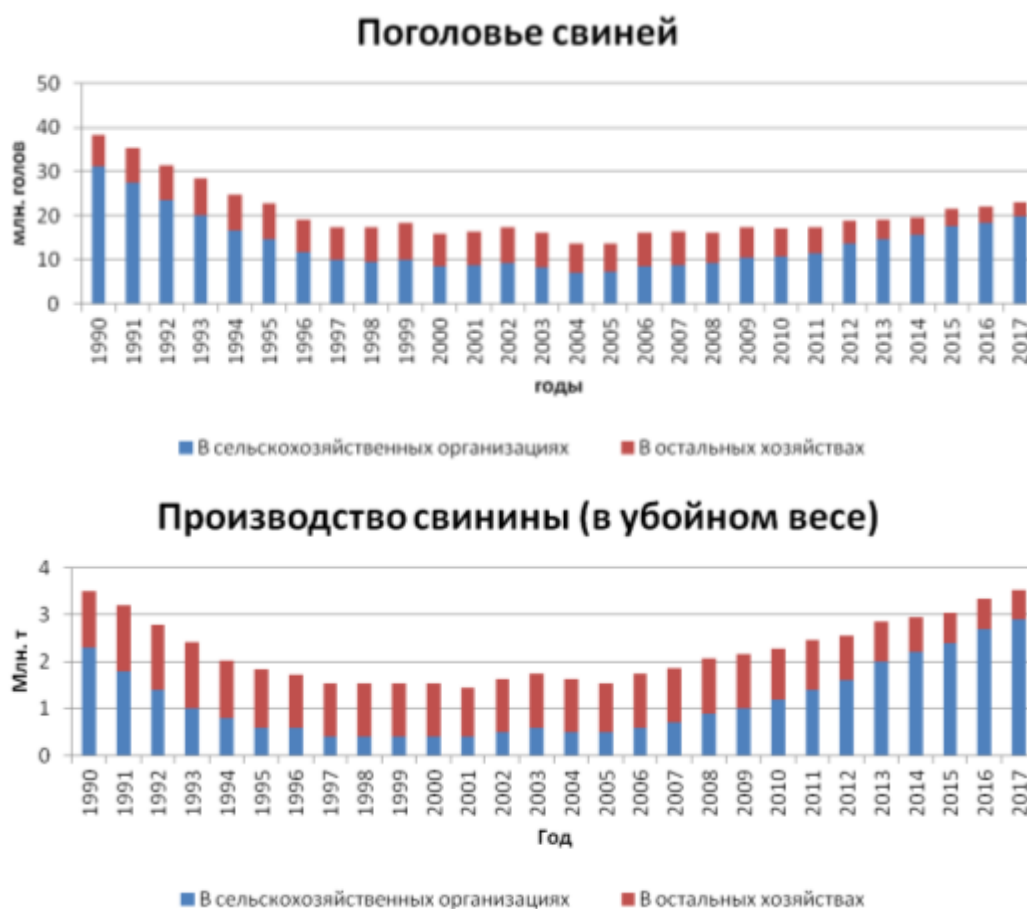 Поголовье свиней
50
40
30
20
10
0
млн. голов
1990 1991 1992 1993 1994 1995 1996 1997 1998 1999 2000 2001 2002 2003 2004 2005 2006 2007 2008 2009 2010 2011 2012 2013 2014 2015 2016 2017
годы
В сельскохозяйственных организациях В остальных хозяйствах
Производство свинины (в убойном весе)
4
3
2
1
0
Млн. т
1990 1991 1992 1993 1994 1995 1996 1997 1998 1999 2000 2001 2002 2003 2004 2005 2006 2007 2008 2009 2010 2011 2012 2013 2014 2015 2016 2017
Год
В сельскохозяйственных организациях В остальных хозяйствах